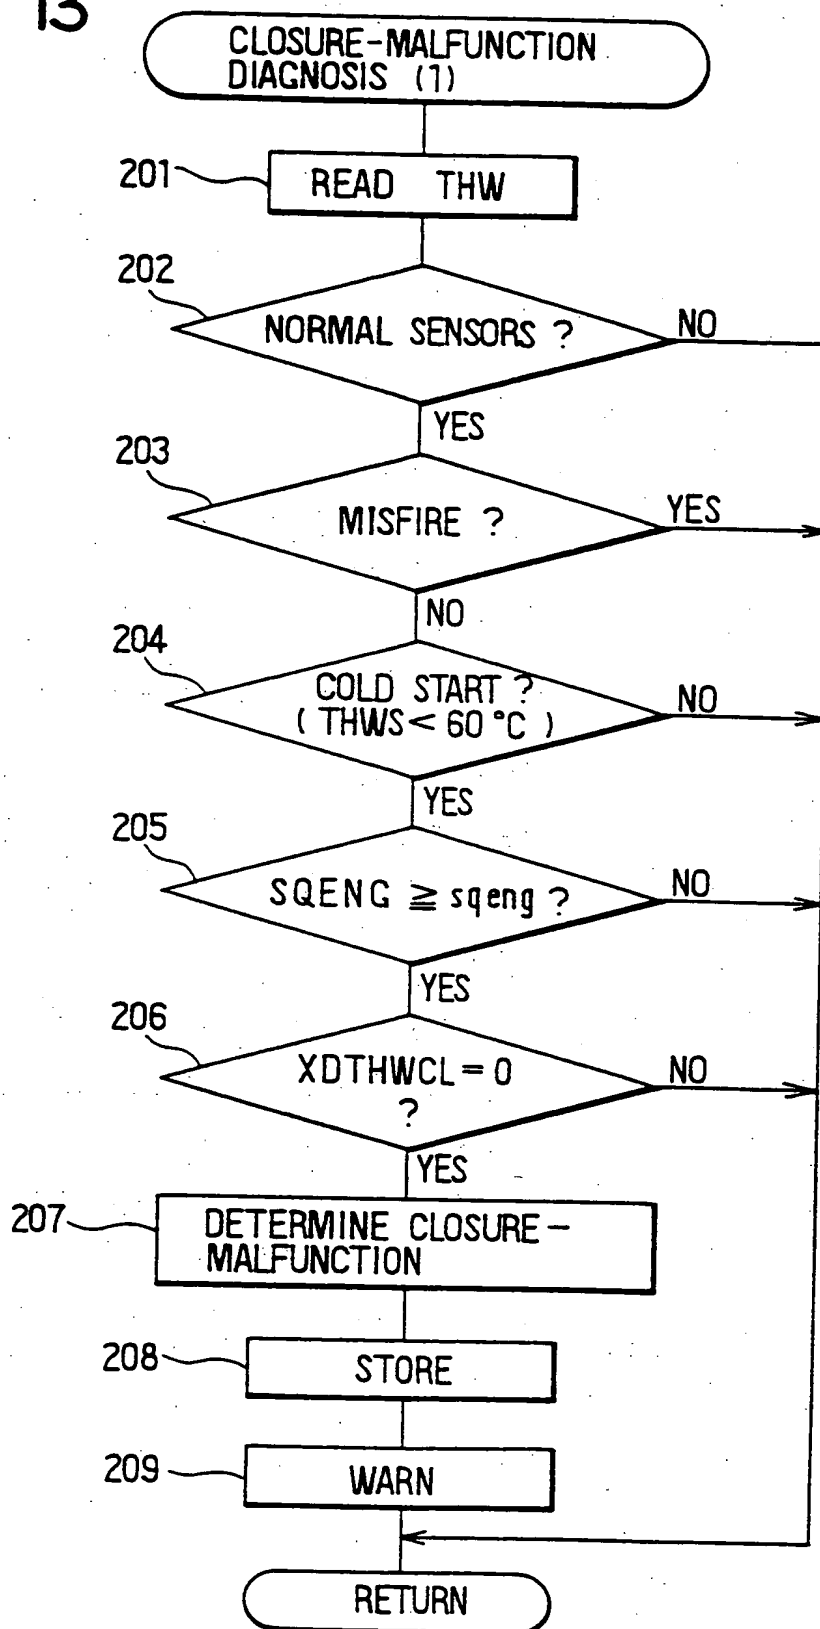 13
CLOSURE-MALFUNCTION
DIAGNOSIS (1)
201
READ THW
202
NORMAL SENSORS ?
NO
YES
203
MISFIRE ?
YES
NO
204
COLD START ?
( THWS < 60 °C )
NO
YES
205
SQENG ≧ sqeng ?
NO
YES
206
XDTHWCL = 0
?
NO
YES
207
DETERMINE CLOSURE-
MALFUNCTION
208
STORE
209
WARN
RETURN